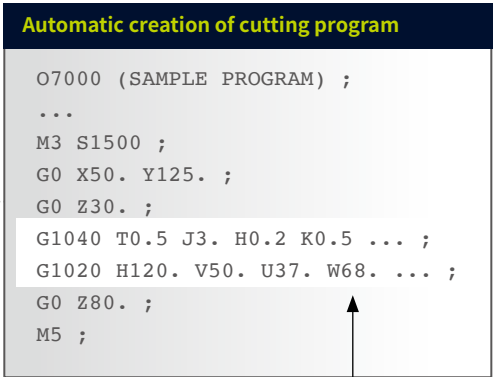 Automatic creation of cutting program
O7000 (SAMPLE PROGRAM) ;
...
M3 S1500 ;
G0 X50. Y125. ;
G0 Z30. ;
G1040 T0.5 J3. H0.2 K0.5 ... ;
G1020 H120. V50. U37. W68. ... ;
G0 Z80. ;
M5 ;